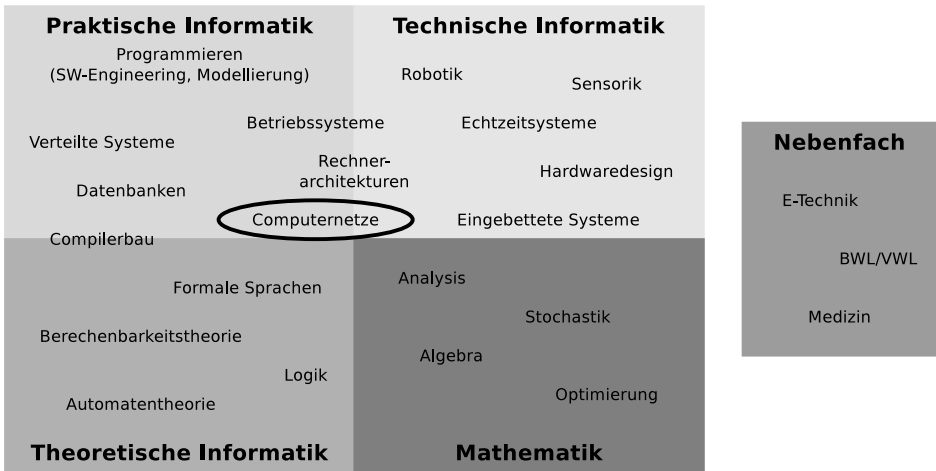 Praktische Informatik
Programmieren
(SW-Engineering, Modellierung)
Verteilte Systeme
Betriebssysteme
Rechner-
architekturen
Datenbanken
Computernetze
Compilerbau
Technische Informatik
Robotik
Sensorik
Echtzeitsysteme
Hardwaredesign
Eingebettete Systeme
Formale Sprachen
Berechenbarkeitstheorie
Logik
Automatentheorie
Theoretische Informatik
Analysis
Stochastik
Algebra
Optimierung
Mathematik
Nebenfach
E-Technik
BWL/VWL
Medizin